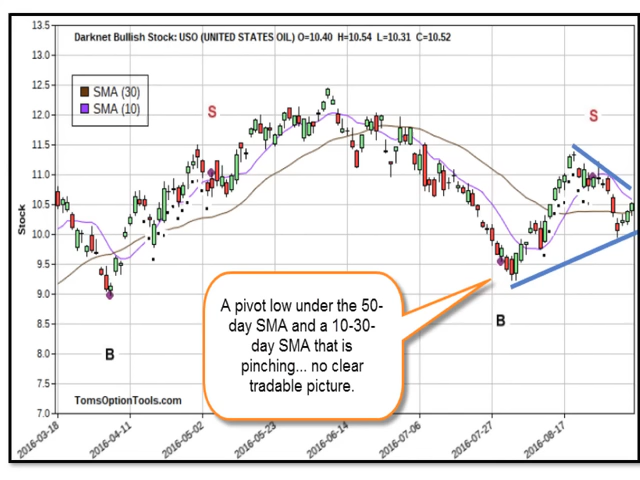 Darknet Bullish Stock: USO (UNITED STATES OIL) O=10.40 H=10.54 L=10.31 C=10.52
SMA (30)
SMA (10)
S
S
13.5
13.0
12.5
12.0
11.5
11.0
10.5
10.0
9.5
9.0
8.5
8.0
7.5
7.0
Stock
A pivot low under the 50-
day SMA and a 10-30-
day SMA that is
pinching... no clear
tradable picture.
B
B
TomsOptionTools.com
2016-03-18
2016-04-11
2016-05-02
2016-05-23
2016-06-14
2016-07-06
2016-07-27
2016-08-17